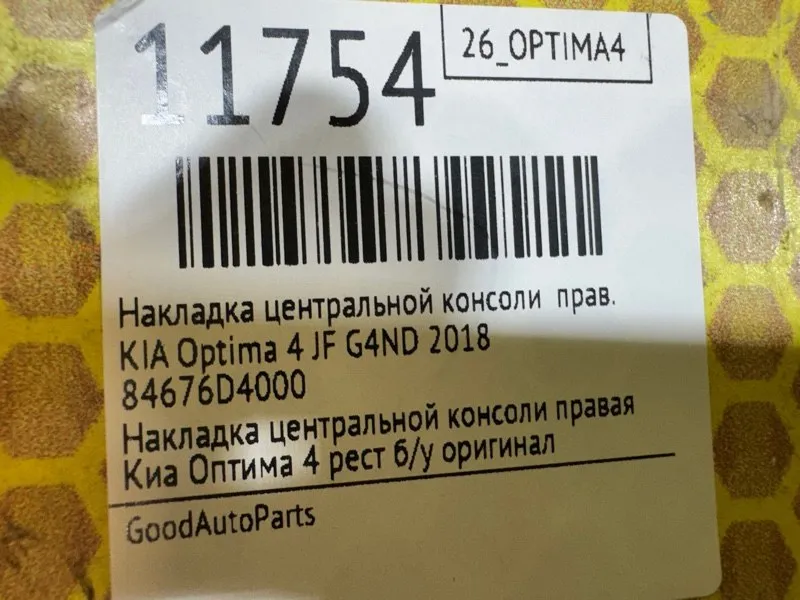 11754
26_OPTIMA4
Накладка центральной консоли прав.
KIA Optima 4 JF G4ND 2018
84676D4000
Накладка центральной консоли правая
Киа Оптима 4 рест б/у оригинал
GoodAutoParts